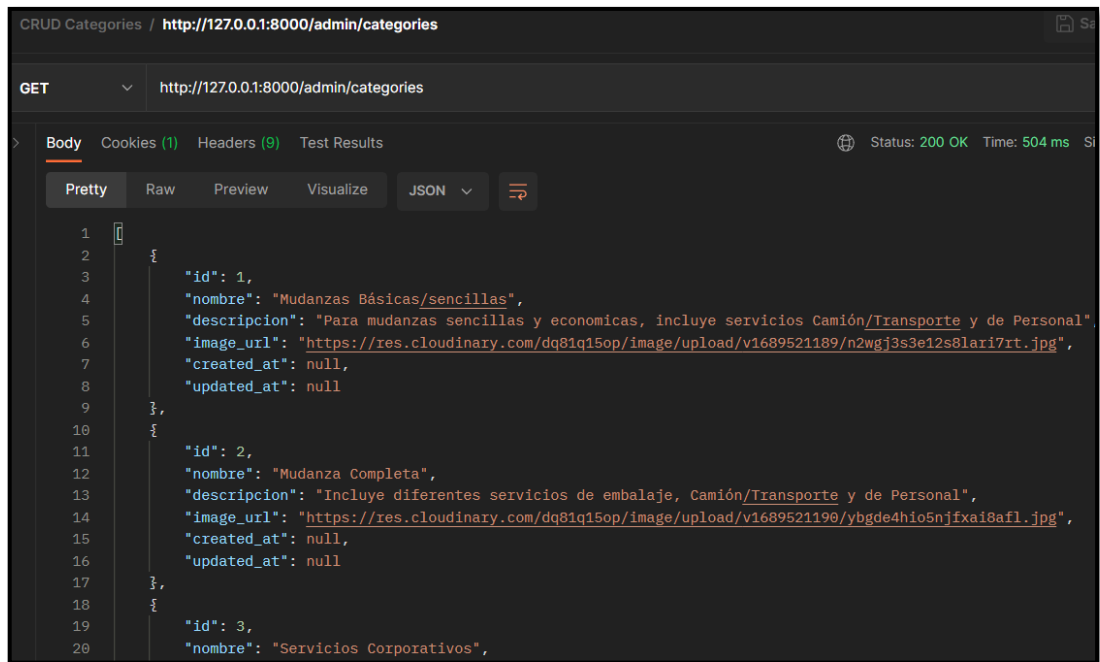 CRUD Categories / http://127.0.0.1:8000/admin/categories
GET http://127.0.0.1:8000/admin/categories
Body Cookies (1) Headers (9) Test Results Status: 200 OK Time: 504 ms
Pretty Raw Preview Visualize JSON
1 [
2 {
3 "id": 1,
4 "nombre": "Mudanzas Básicas/sencillas",
5 "descripcion": "Para mudanzas sencillas y economicas, incluye servicios Camión/Transporte y de Personal",
6 "image_url": "https://res.cloudinary.com/dq81q15op/image/upload/v1689521189/n2wgj3s3e12s8lari7rt.jpg",
7 "created_at": null,
8 "updated_at": null
9 },
10 {
11 "id": 2,
12 "nombre": "Mudanza Completa",
13 "descripcion": "Incluye diferentes servicios de embalaje, Camión/Transporte y de Personal",
14 "image_url": "https://res.cloudinary.com/dq81q15op/image/upload/v1689521190/ybgde4hio5njfxai8afl.jpg",
15 "created_at": null,
16 "updated_at": null
17 },
18 {
19 "id": 3,
20 "nombre": "Servicios Corporativos",